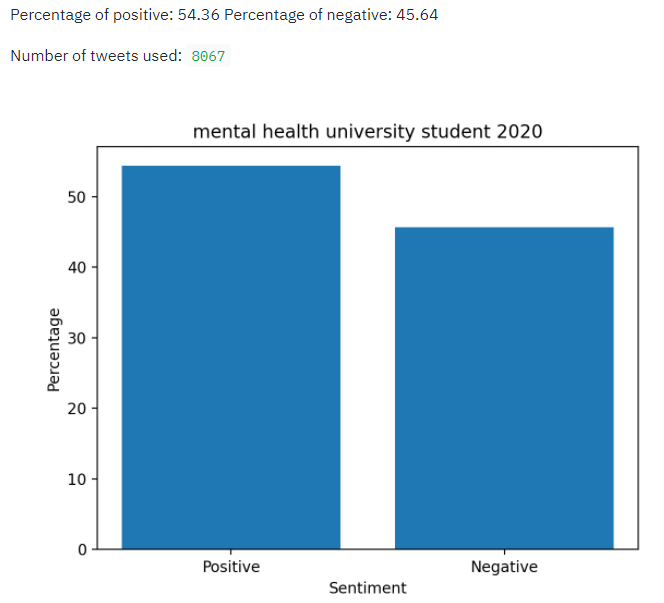 Percentage of positive: 54.36 Percentage of negative: 45.64
Number of tweets used: 8067
mental health university student 2020
Percentage
50
40
30
20
10
0
Positive Negative
Sentiment